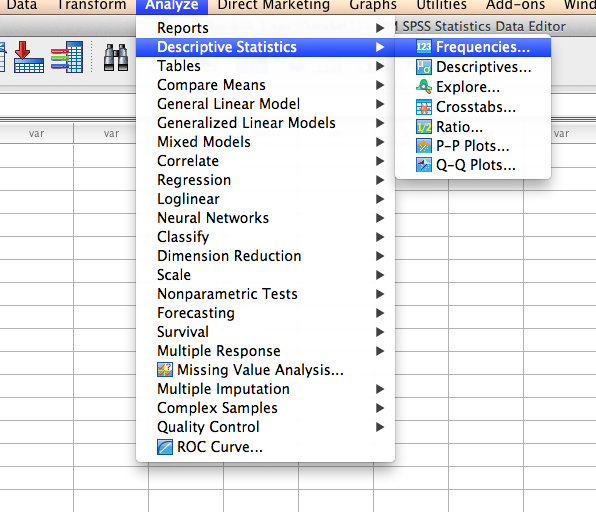 Data Transform Analyze Direct Marketing Graphs Utilities Add-ons Wind
SPSS Statistics Data Editor
Reports
Descriptive Statistics
Tables
Compare Means
General Linear Model
Generalized Linear Models
Mixed Models
Correlate
Regression
Loglinear
Neural Networks
Classify
Dimension Reduction
Scale
Nonparametric Tests
Forecasting
Survival
Multiple Response
Missing Value Analysis...
Multiple Imputation
Complex Samples
Quality Control
ROC Curve...
123 Frequencies...
Descriptives...
Explore...
Crosstabs...
1/2 Ratio...
P-P Plots...
Q-Q Plots...
var var var